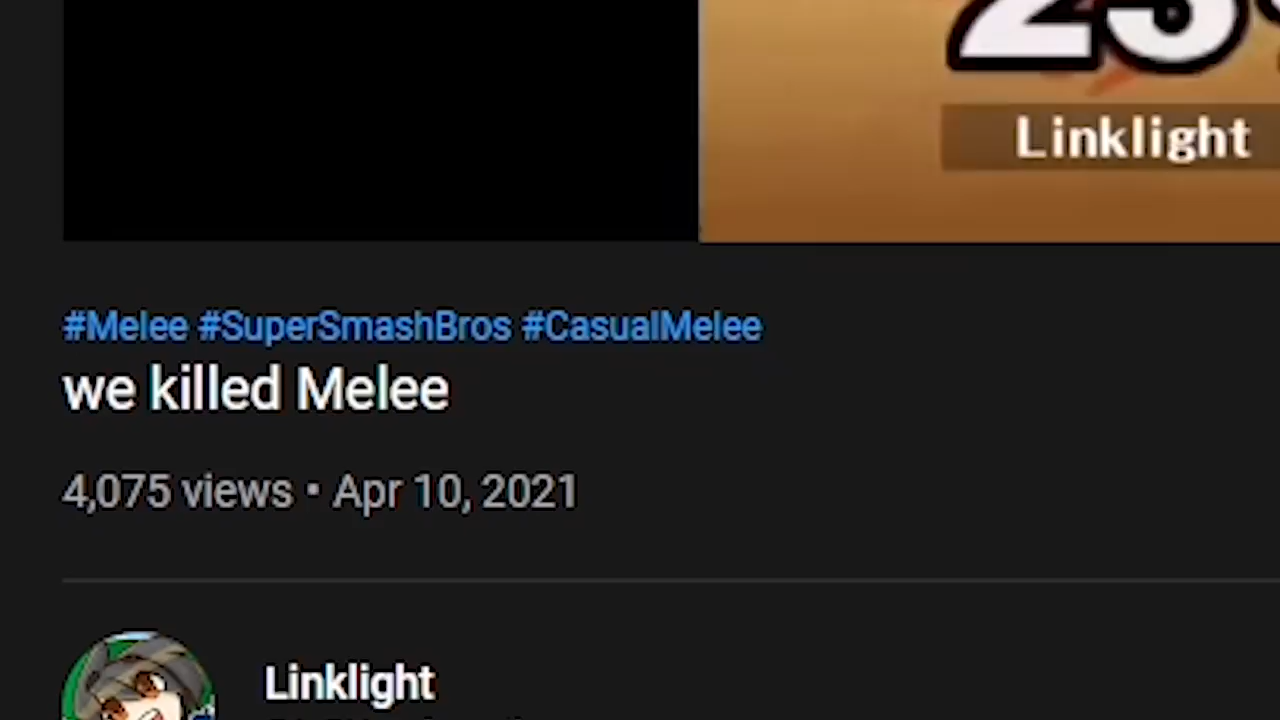 Linklight
#Melee #SuperSmashBros #CasualMelee
we killed Melee
4,075 views • Apr 10, 2021
Linklight